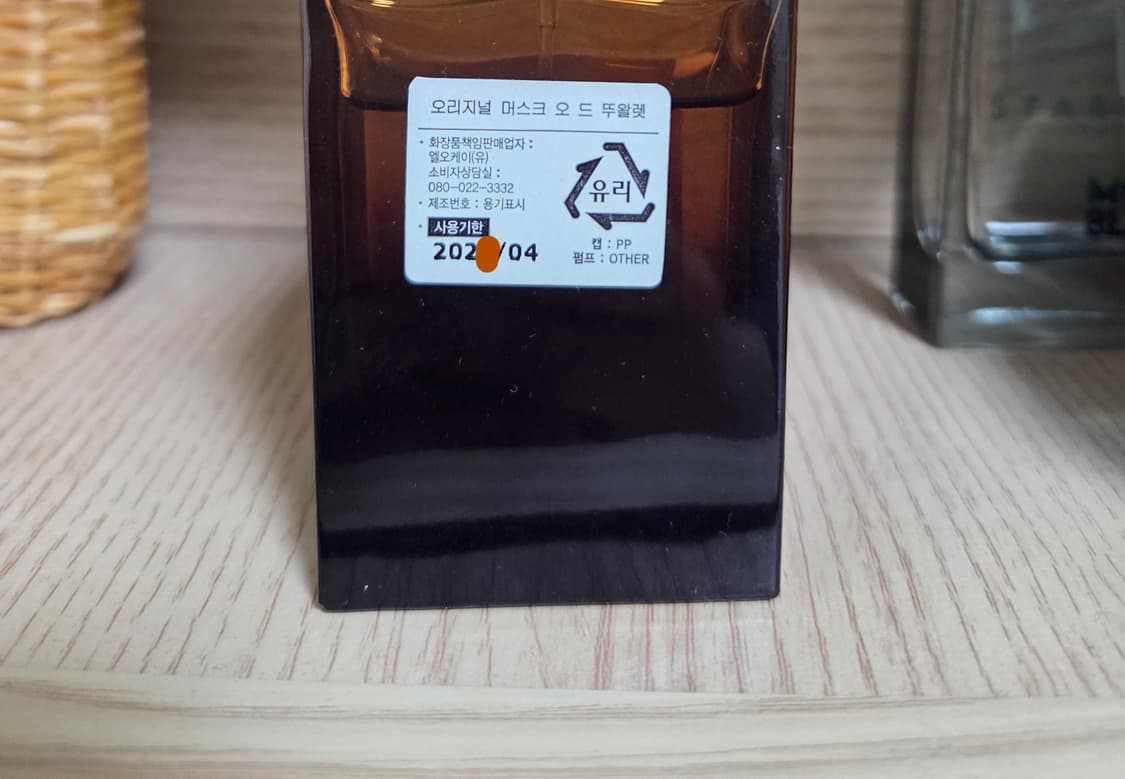 오리지널 머스크 오 드 뚜왈렛
· 화장품책임판매업자 :
엘오케이(유)
소비자상담실 :
080-022-3332
· 제조번호 : 용기표시
· 사용기한
202 /04
유리
캡 : PP
펌프 : OTHER